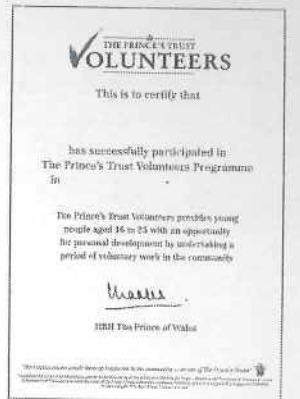 THE PRINCE'S TRUST
VOLUNTEERS
This is to certify that
has successfully participated in
The Prince's Trust Volunteers Programme
in
The Prince's Trust Volunteers provides young
people aged 16 to 25 with an opportunity
for personal development by undertaking a
period of voluntary work in the community
Charles
HRH The Prince of Wales